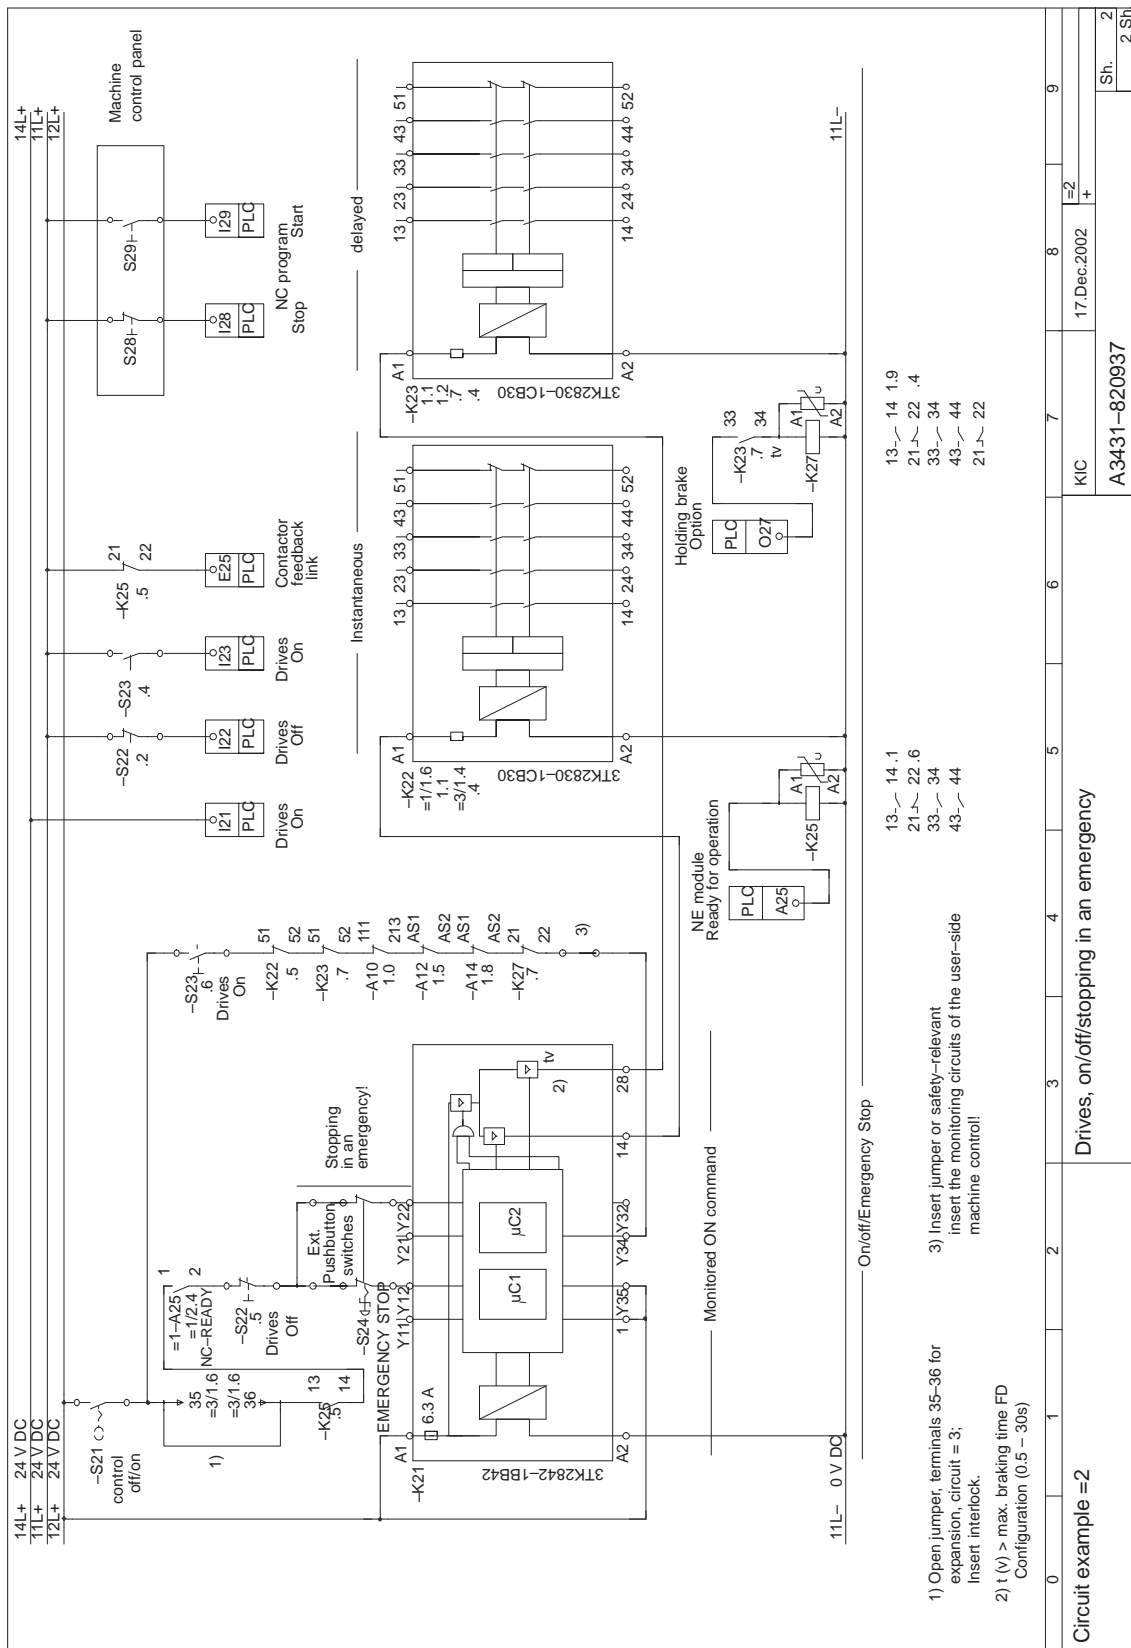 14L+ 24 V DC
11L+ 24 V DC
12L+ 24 V DC
14L+
11L+
12L+
–S21
control
off/on
1)
35
=3/1.6
=3/1.6
36
–K25
.5
13
14
=1–A25
=1/2.4
NC–READY
1
2
–S22
.5
Drives
Off
Ext.
Pushbutton
switches
Stopping
in an
emergency!
–S24
EMERGENCY STOP
–S23
.6
Drives
On
–K22
.5
51
52
–K23
.7
51
52
–A10
1.0
111
213
–A12
1.5
AS1
AS2
–A14
1.8
AS1
AS2
–K27
.7
21
22
3)
I21
PLC
Drives
On
–S22
.2
I22
PLC
Drives
Off
–S23
.4
I23
PLC
Drives
On
–K25
.5
21
22
E25
PLC
Contactor
feedback
link
Machine
control panel
S28
I28
PLC
Stop
S29
I29
PLC
Start
NC program
Instantaneous
delayed
–K21
A1
6.3 A
Y11
Y12
Y21
Y22
µC1
µC2
tv
2)
A2
1
Y35
Y34
Y32
14
28
3TK2842–1BB42
–K22
=1/1.6
1.1
=3/1.4
.4
A1
13
23
33
43
51
A2
14
24
34
44
52
3TK2830–1CB30
–K23
1.1
1.2
.7
.4
A1
13
23
33
43
51
A2
14
24
34
44
52
3TK2830–1CB30
Monitored ON command
NE module
Ready for operation
PLC
A25
–K25
A1
A2
U
Holding brake
Option
PLC
O27
–K23
.7
tv
33
34
–K27
A1
A2
U
11L– 0 V DC
11L–
On/off/Emergency Stop
13 14 .1
21 22 .6
33 34
43 44
13 14 1.9
21 22 .4
33 34
43 44
21 22
1) Open jumper, terminals 35–36 for
expansion, circuit = 3;
Insert interlock.
2) t (v) > max. braking time FD
Configuration (0.5 – 30s)
3) Insert jumper or safety–relevant
insert the monitoring circuits of the user–side
machine control!
0 1 2 3 4 5 6 7 8 9
Circuit example =2
Drives, on/off/stopping in an emergency
KIC
17.Dec.2002
=2
+
A3431–820937
Sh. 2
2 Sh